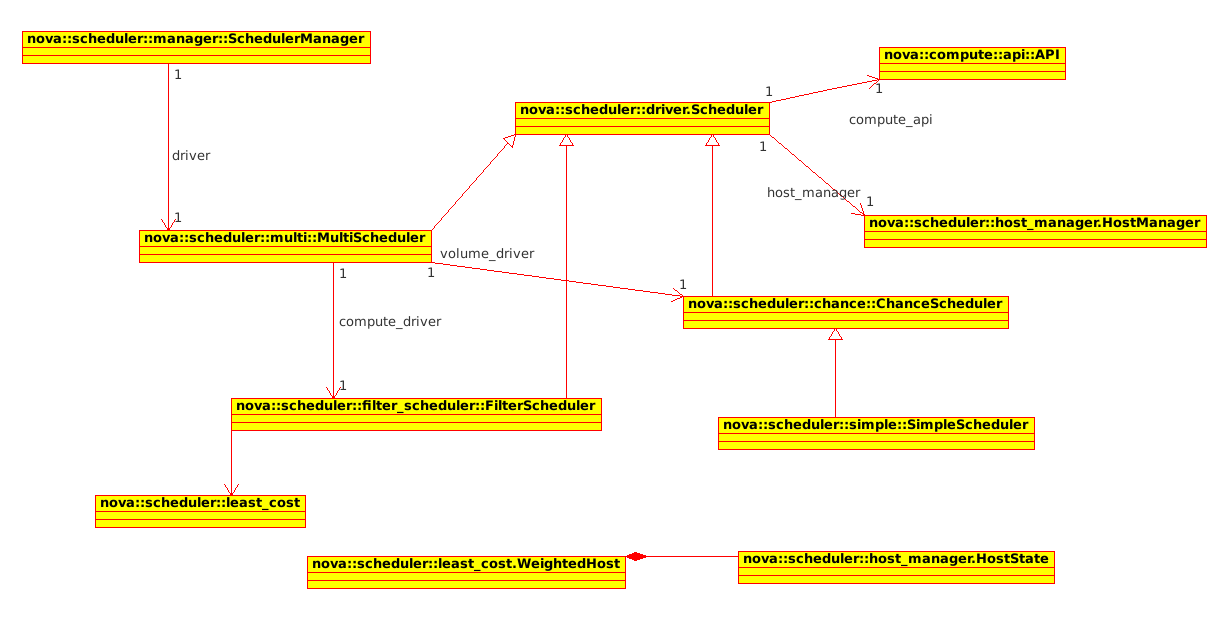 nova::scheduler::manager::SchedulerManager
1
nova::compute::api::API
1
1
nova::scheduler::driver.Scheduler
compute_api
1
driver
host_manager
1
1
nova::scheduler::host_manager.HostManager
nova::scheduler::multi::MultiScheduler
volume_driver
1
1
1
nova::scheduler::chance::ChanceScheduler
compute_driver
1
nova::scheduler::filter_scheduler::FilterScheduler
nova::scheduler::simple::SimpleScheduler
nova::scheduler::least_cost
nova::scheduler::least_cost.WeightedHost
nova::scheduler::host_manager.HostState